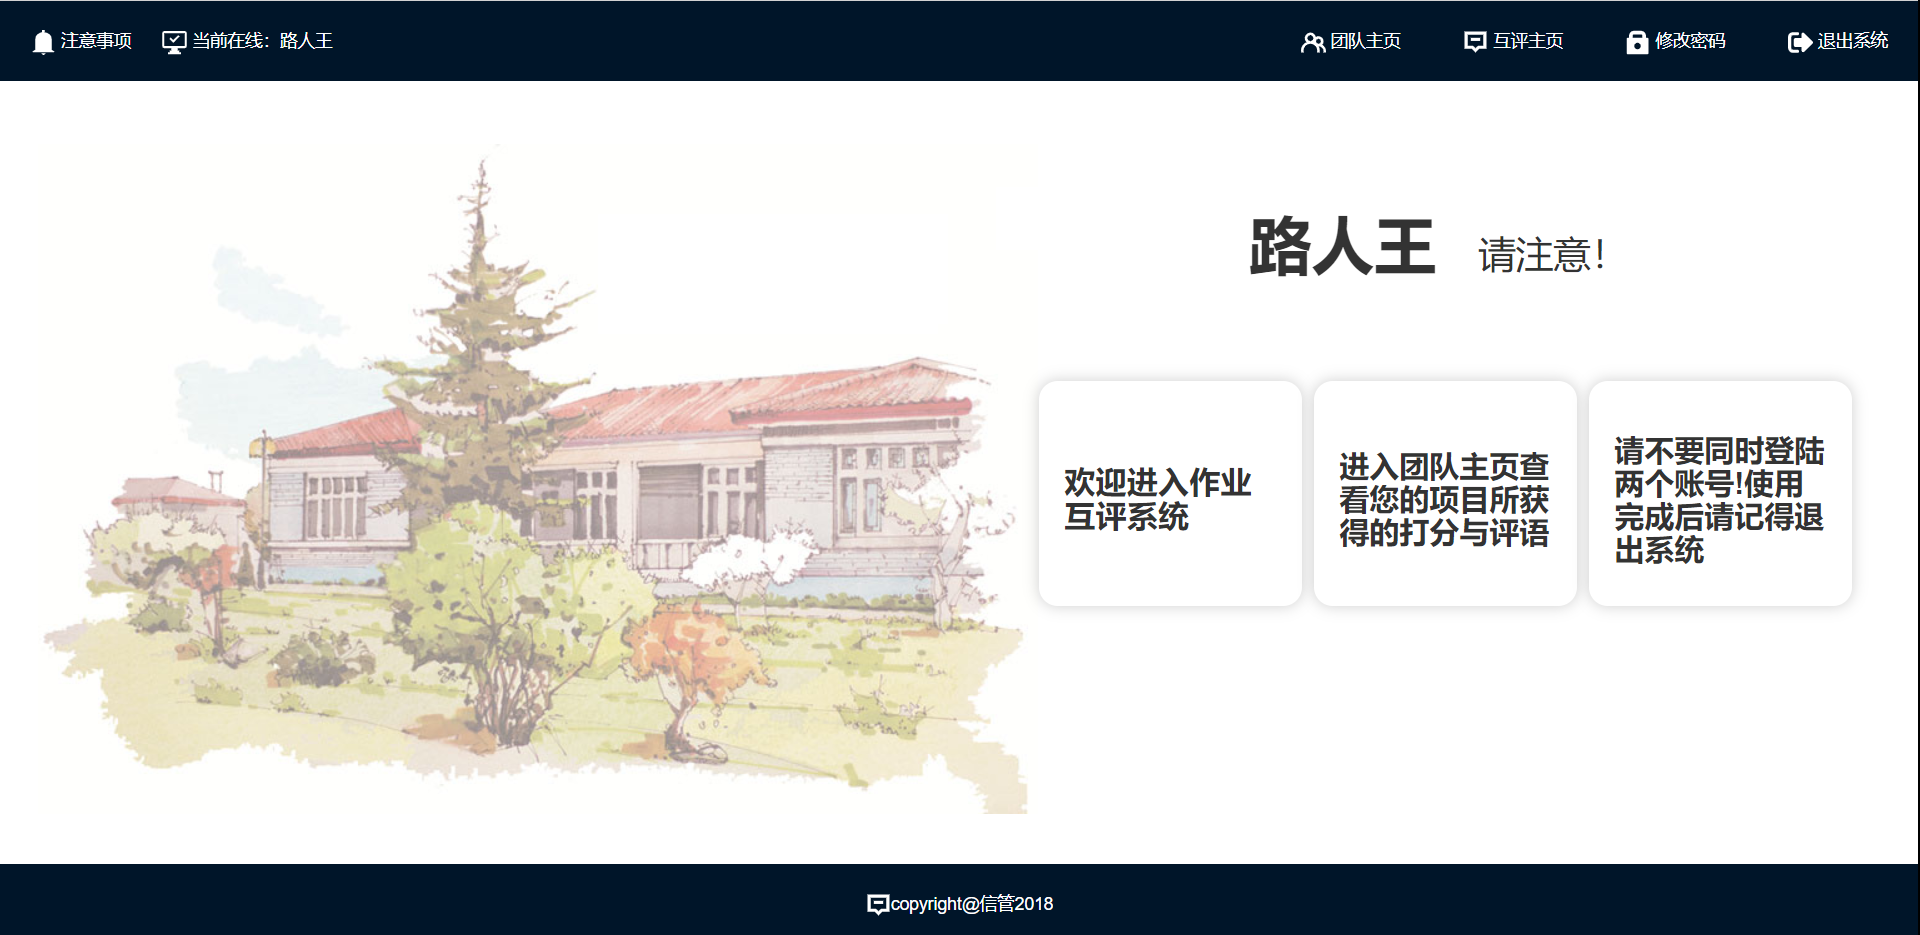 注意事项 当前在线：路人王 团队主页 互评主页 修改密码 退出系统
路人王 请注意！
欢迎进入作业
互评系统
进入团队主页查
看您的项目所获
得的打分与评语
请不要同时登陆
两个账号!使用
完成后请记得退
出系统
copyright@信管2018